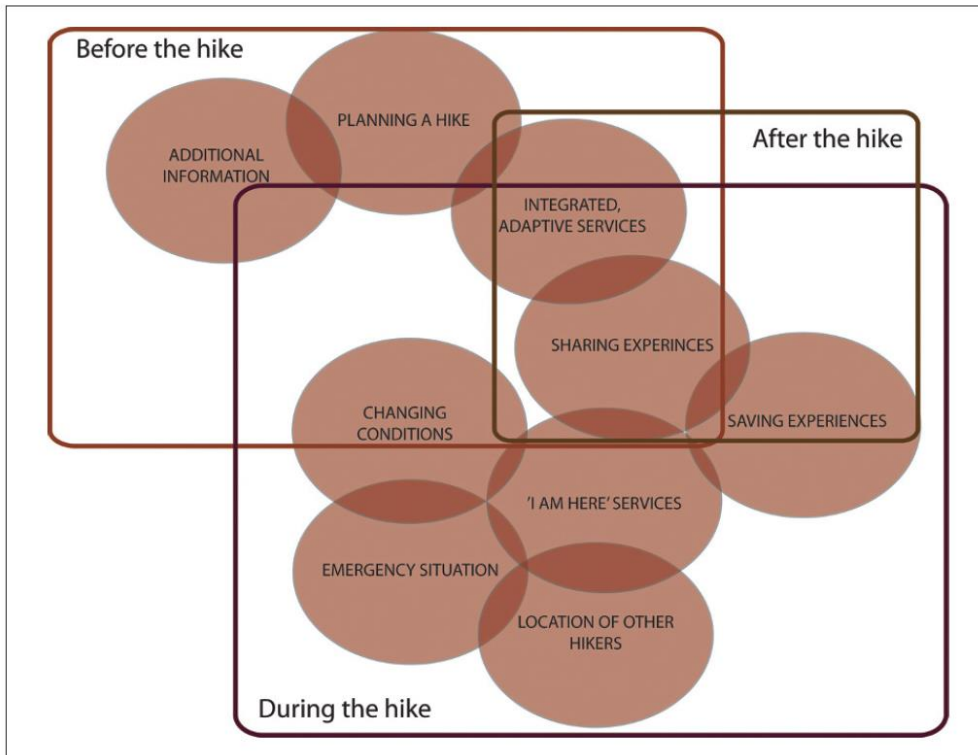 Before the hike
PLANNING A HIKE
ADDITIONAL
INFORMATION
After the hike
INTEGRATED,
ADAPTIVE SERVICES
SHARING EXPERINCES
CHANGING
CONDITIONS
SAVING EXPERIENCES
'I AM HERE' SERVICES
EMERGENCY SITUATION
LOCATION OF OTHER
HIKERS
During the hike